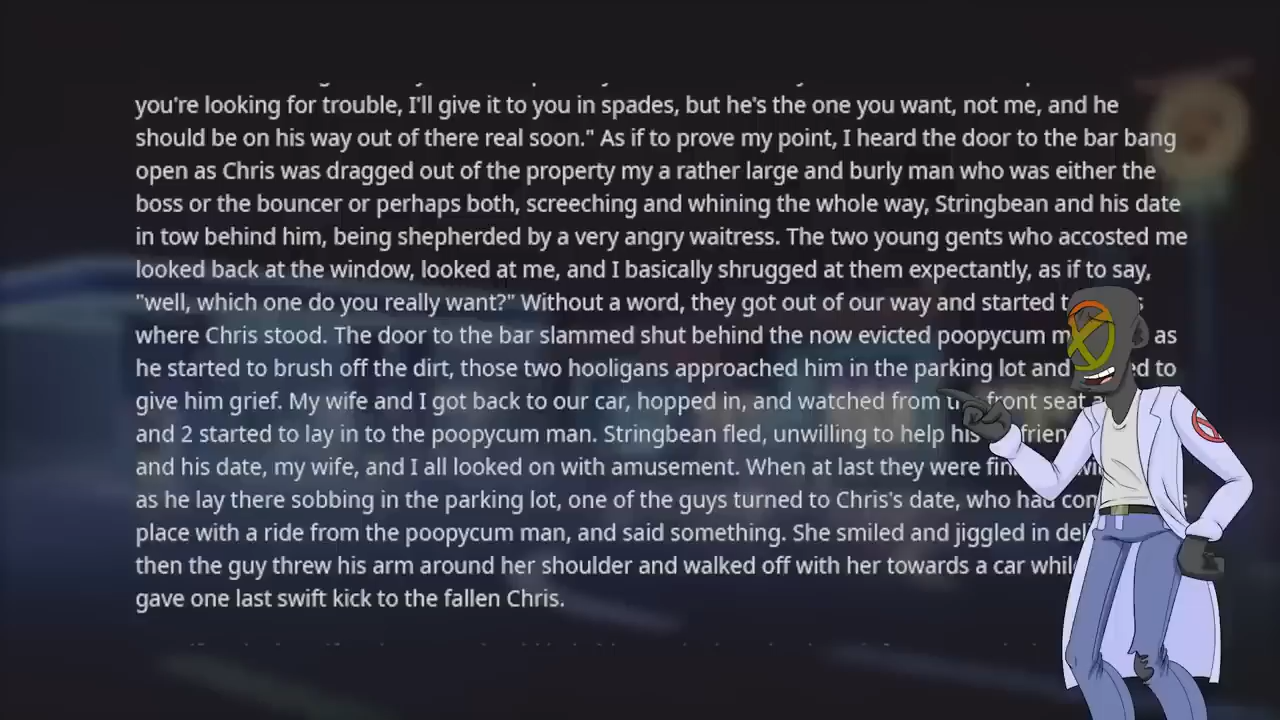 you're looking for trouble, I'll give it to you in spades, but he's the one you want, not me, and he
should be on his way out of there real soon." As if to prove my point, I heard the door to the bar bang
open as Chris was dragged out of the property my a rather large and burly man who was either the
boss or the bouncer or perhaps both, screeching and whining the whole way, Stringbean and his date
in tow behind him, being shepherded by a very angry waitress. The two young gents who accosted me
looked back at the window, looked at me, and I basically shrugged at them expectantly, as if to say,
"well, which one do you really want?" Without a word, they got out of our way and started
where Chris stood. The door to the bar slammed shut behind the now evicted poopycum as
he started to brush off the dirt, those two hooligans approached him in the parking lot and to
give him grief. My wife and I got back to our car, hopped in, and watched from front seat
and 2 started to lay in to the poopycum man. Stringbean fled, unwilling to help his
and his date, my wife, and I all looked on with amusement. When at last they were
as he lay there sobbing in the parking lot, one of the guys turned to Chris's date, who had
place with a ride from the poopycum man, and said something. She smiled and jiggled in
then the guy threw his arm around her shoulder and walked off with her towards a car
gave one last swift kick to the fallen Chris.